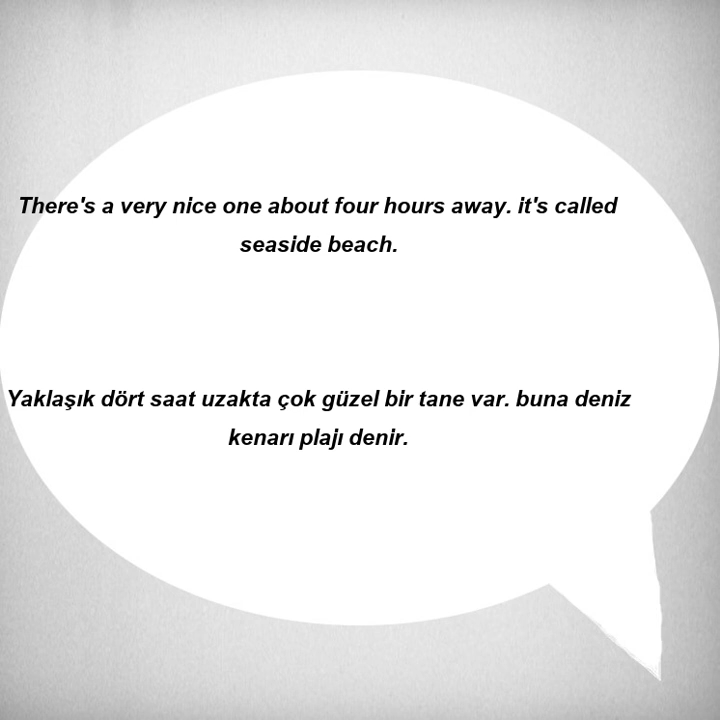 There's a very nice one about four hours away. it's called
seaside beach.
Yaklaşık dört saat uzakta çok güzel bir tane var. buna deniz
kenarı plajı denir.